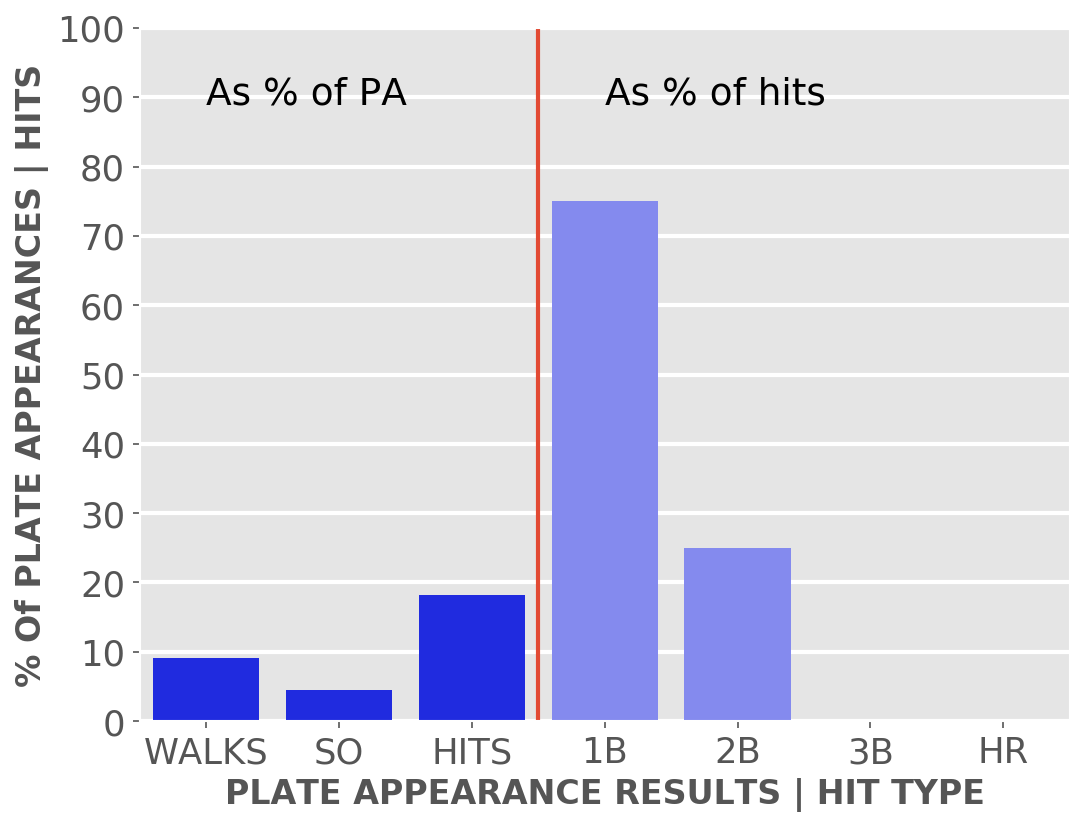 % Of PLATE APPEARANCES | HITS
100
90
80
70
60
50
40
30
20
10
0
As % of PA
As % of hits
WALKS SO HITS 1B 2B 3B HR
PLATE APPEARANCE RESULTS | HIT TYPE